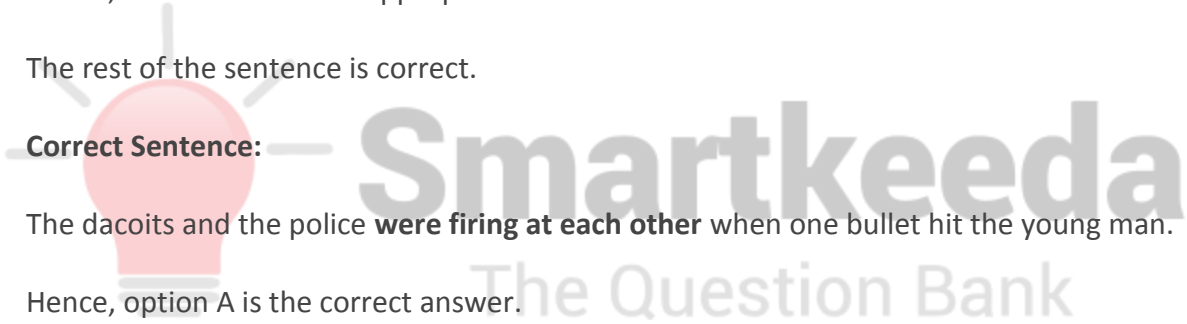 The rest of the sentence is correct.
Correct Sentence:
Smartkeeda
The dacoits and the police were firing at each other when one bullet hit the young man.
The Question Bank
Hence, option A is the correct answer.